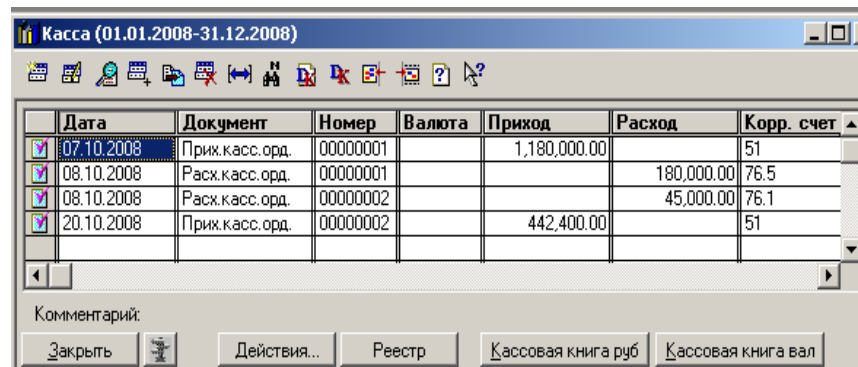 Касса (01.01.2008-31.12.2008)
Дата Документ Номер Валюта Приход Расход Корр. счет
07.10.2008 Прих.касс.орд. 00000001 1,180,000.00 51
08.10.2008 Расх.касс.орд. 00000001 180,000.00 76.5
08.10.2008 Расх.касс.орд. 00000002 45,000.00 76.1
20.10.2008 Прих.касс.орд. 00000002 442,400.00 51
Комментарий:
Закрыть Действия... Реестр Кассовая книга руб Кассовая книга вал